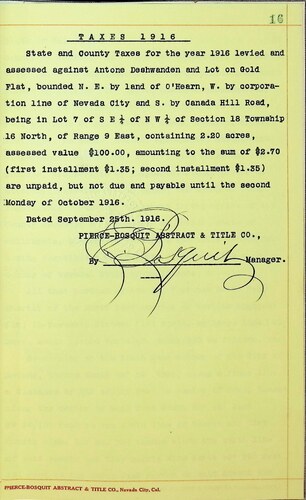 16
TAXES 1916
State and County Taxes for the year 1916 levied and
assessed against Antone Deshwanden and Lot on Gold
Flat, bounded N. E. by land of O'Hearn, W. by corpora-
tion line of Nevada City and S. by Canada Hill Road,
being in Lot 7 of S E ¼ of N W ¼ of Section 18 Township
16 North, of Range 9 East, containing 2.20 acres,
assessed value $100.00, amounting to the sum of $2.70
(first installment $1.35; second installment $1.35)
are unpaid, but not due and payable until the second
Monday of October 1916.
Dated September 25th. 1916.
PIERCE-BOSQUIT ABSTRACT & TITLE CO.,
By Bosquit Manager.
PIERCE-BOSQUIT ABSTRACT & TITLE CO., Nevada City, Cal.